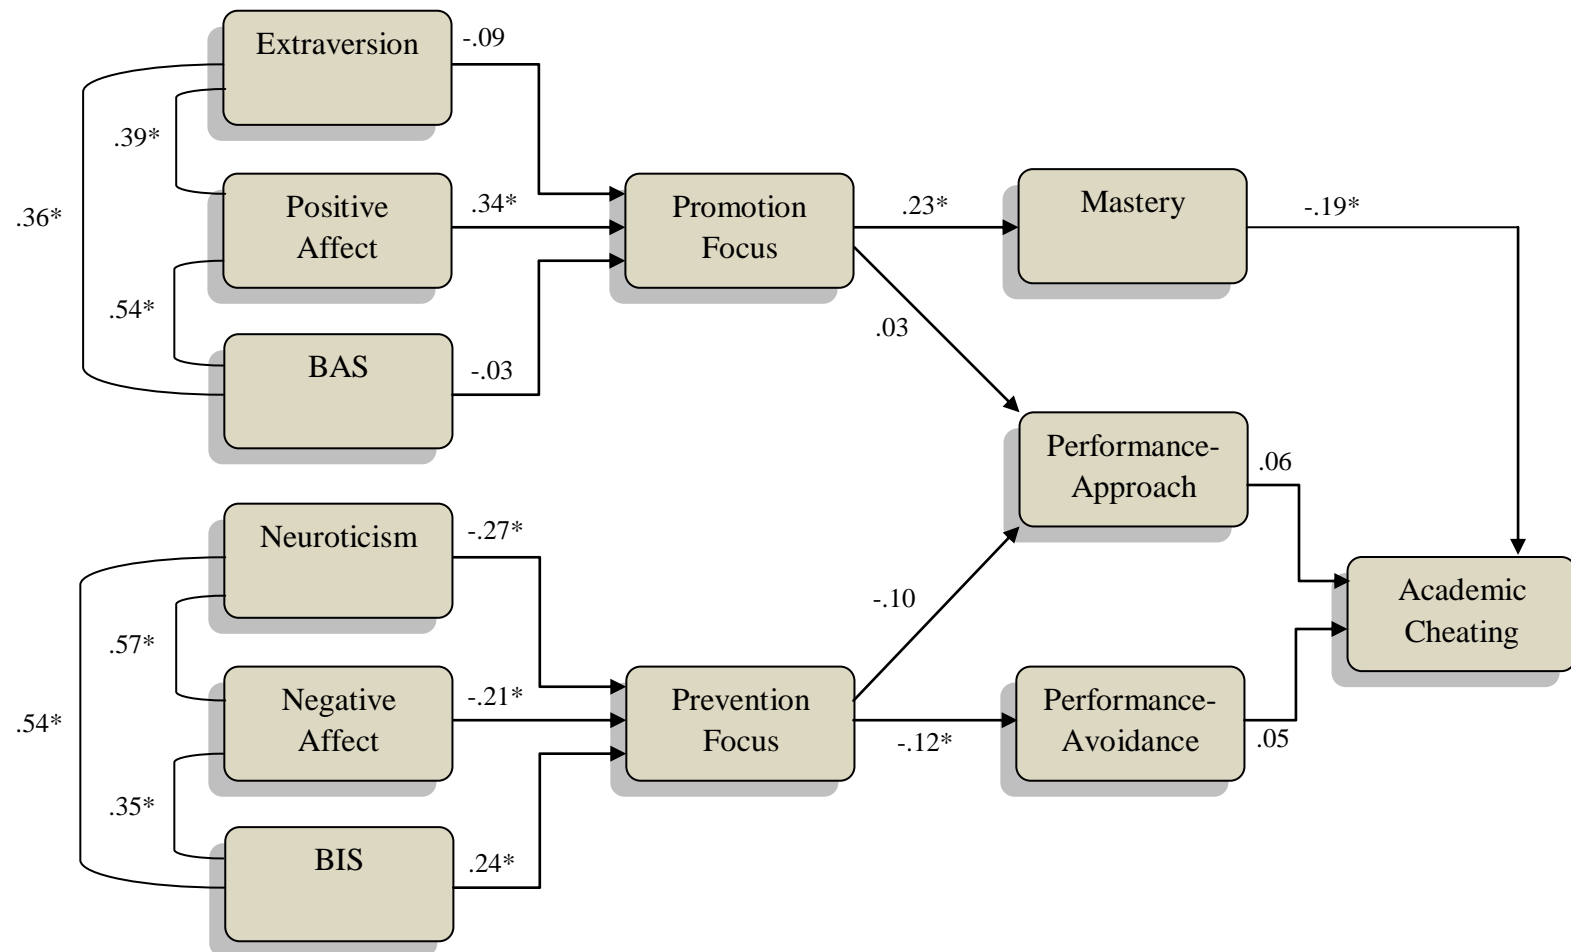 Extraversion
-.09
.39*
.36*
Positive
Affect
.34*
.54*
BAS
-.03
Promotion
Focus
.23*
Mastery
-.19*
.03
Performance-
Approach
.06
Neuroticism
-.27*
.57*
.54*
Negative
Affect
-.21*
.35*
BIS
.24*
Prevention
Focus
-.10
-.12*
Performance-
Avoidance
.05
Academic
Cheating